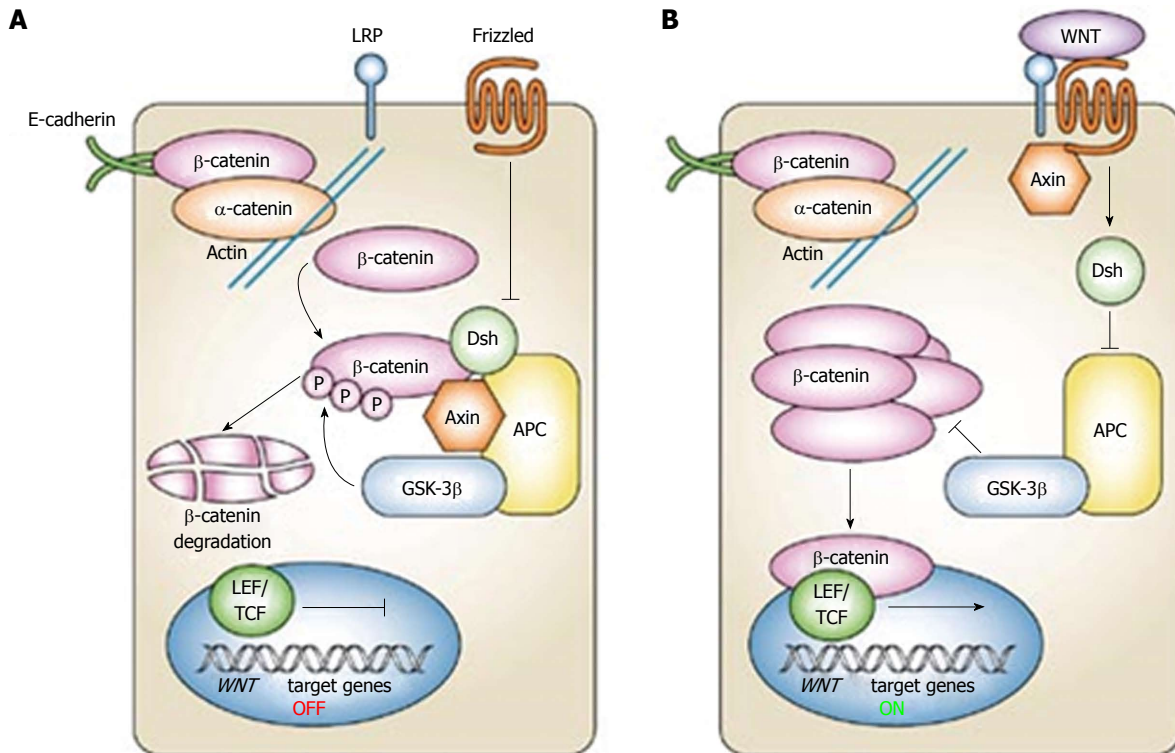 A
LRP
Frizzled
E-cadherin
β-catenin
α-catenin
Actin
β-catenin
Dsh
β-catenin
P
P
P
Axin
APC
GSK-3β
β-catenin
degradation
LEF/
TCF
WNT target genes
OFF
B
WNT
β-catenin
Axin
α-catenin
Actin
Dsh
β-catenin
APC
GSK-3β
β-catenin
LEF/
TCF
WNT target genes
ON